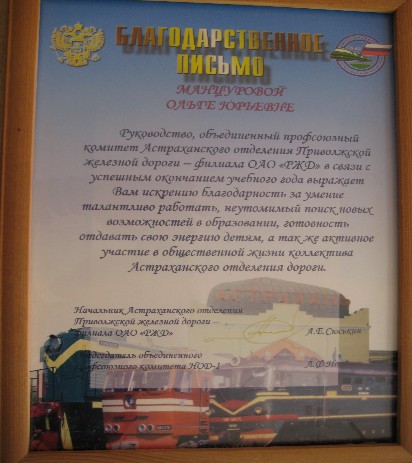 БЛАГОДАРСТВЕННОЕ
ПИСЬМО
МАНЦУРОВОЙ
ОЛЬГЕ ЮРЬЕВНЕ
Руководство, объединенный профсоюзный
комитет Астраханского отделения Приволжской
железной дороги – филиала ОАО «РЖД» в связи с
успешным окончанием учебного года выражает
Вам искреннюю благодарность за умение
талантливо работать, неутомимый поиск новых
возможностей в образовании, готовность
отдавать свою энергию детям, а так же активное
участие в общественной жизни коллектива
Астраханского отделения дороги.
АСТРАХАНЬ
Начальник Астраханского отделения
Приволжской железной дороги –
филиала ОАО «РЖД» А.Е.Сюськин
Председатель объединенного
профсоюзного комитета НОД-1